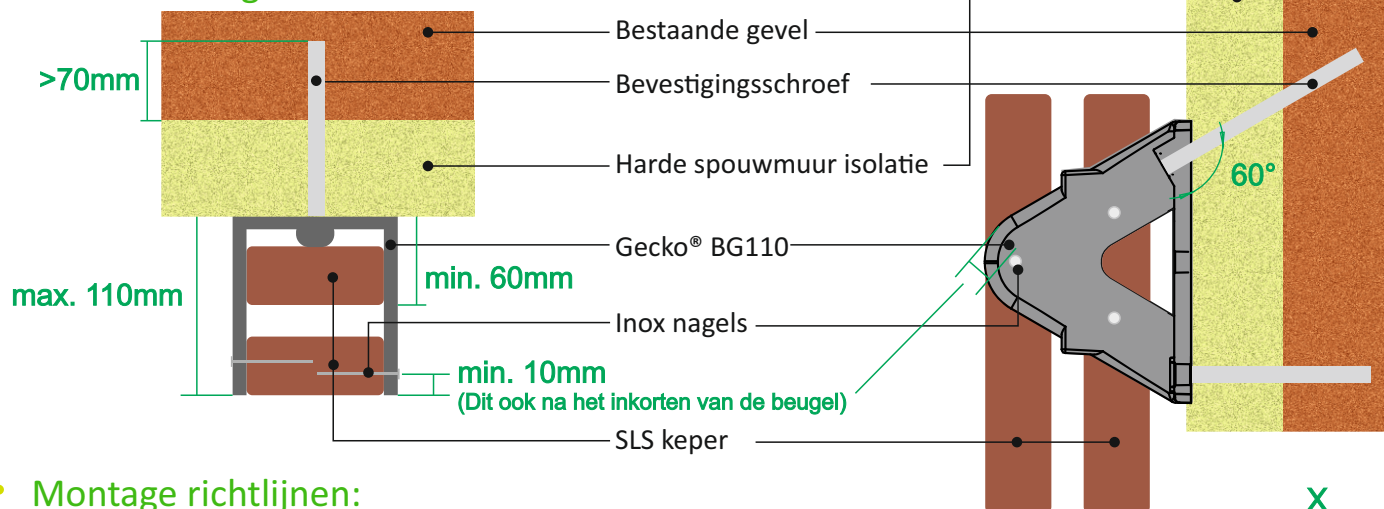 Bestaande gevel
>70mm
Bevestigingsschroef
Harde spouwmuur isolatie
60°
Gecko® BG110
min. 60mm
max. 110mm
Inox nagels
min. 10mm
(Dit ook na het inkorten van de beugel)
SLS keper
• Montage richtlijnen:
x